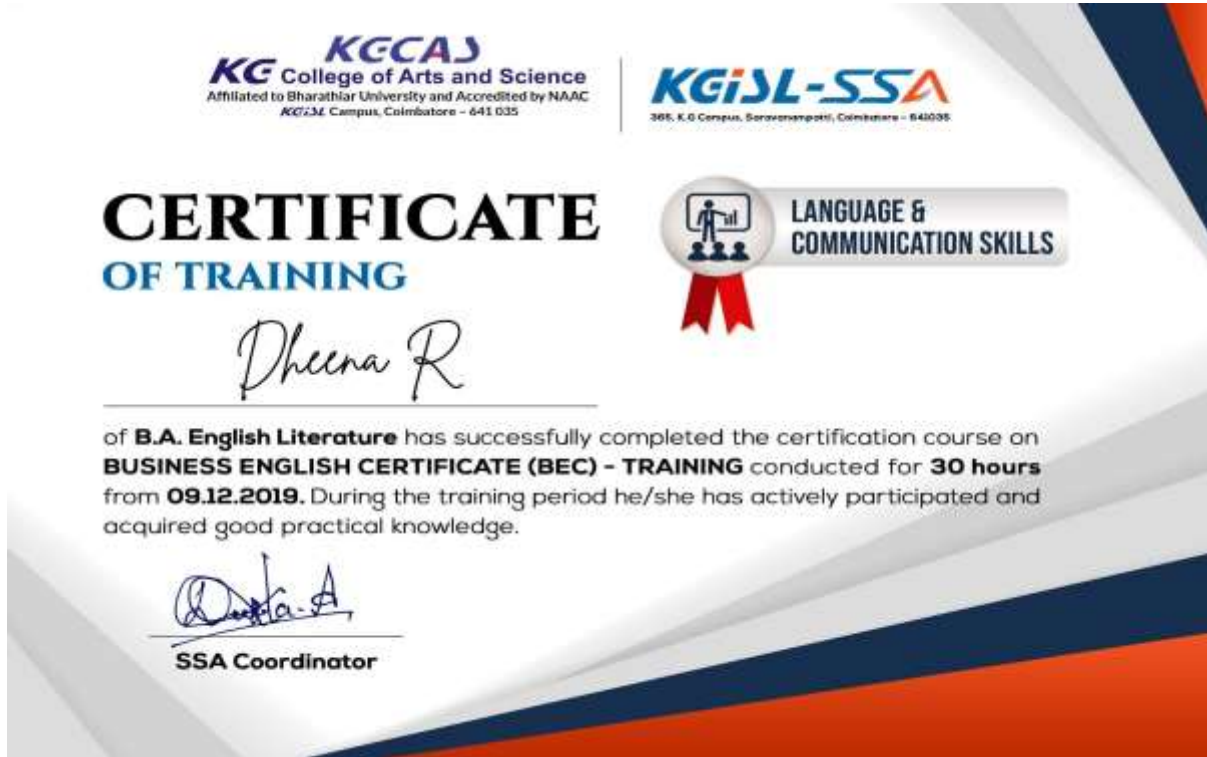 KGCAS
KG College of Arts and Science
Affiliated to Bharathiar University and Accredited by NAAC
KGiSL Campus, Coimbatore – 641 035
KGiSL-SSA
365, K.G Campus, Saravanampatti, Coimbatore – 641035
CERTIFICATE
OF TRAINING
LANGUAGE &
COMMUNICATION SKILLS
Dheena R
of B.A. English Literature has successfully completed the certification course on
BUSINESS ENGLISH CERTIFICATE (BEC) - TRAINING conducted for 30 hours
from 09.12.2019. During the training period he/she has actively participated and
acquired good practical knowledge.
SSA Coordinator